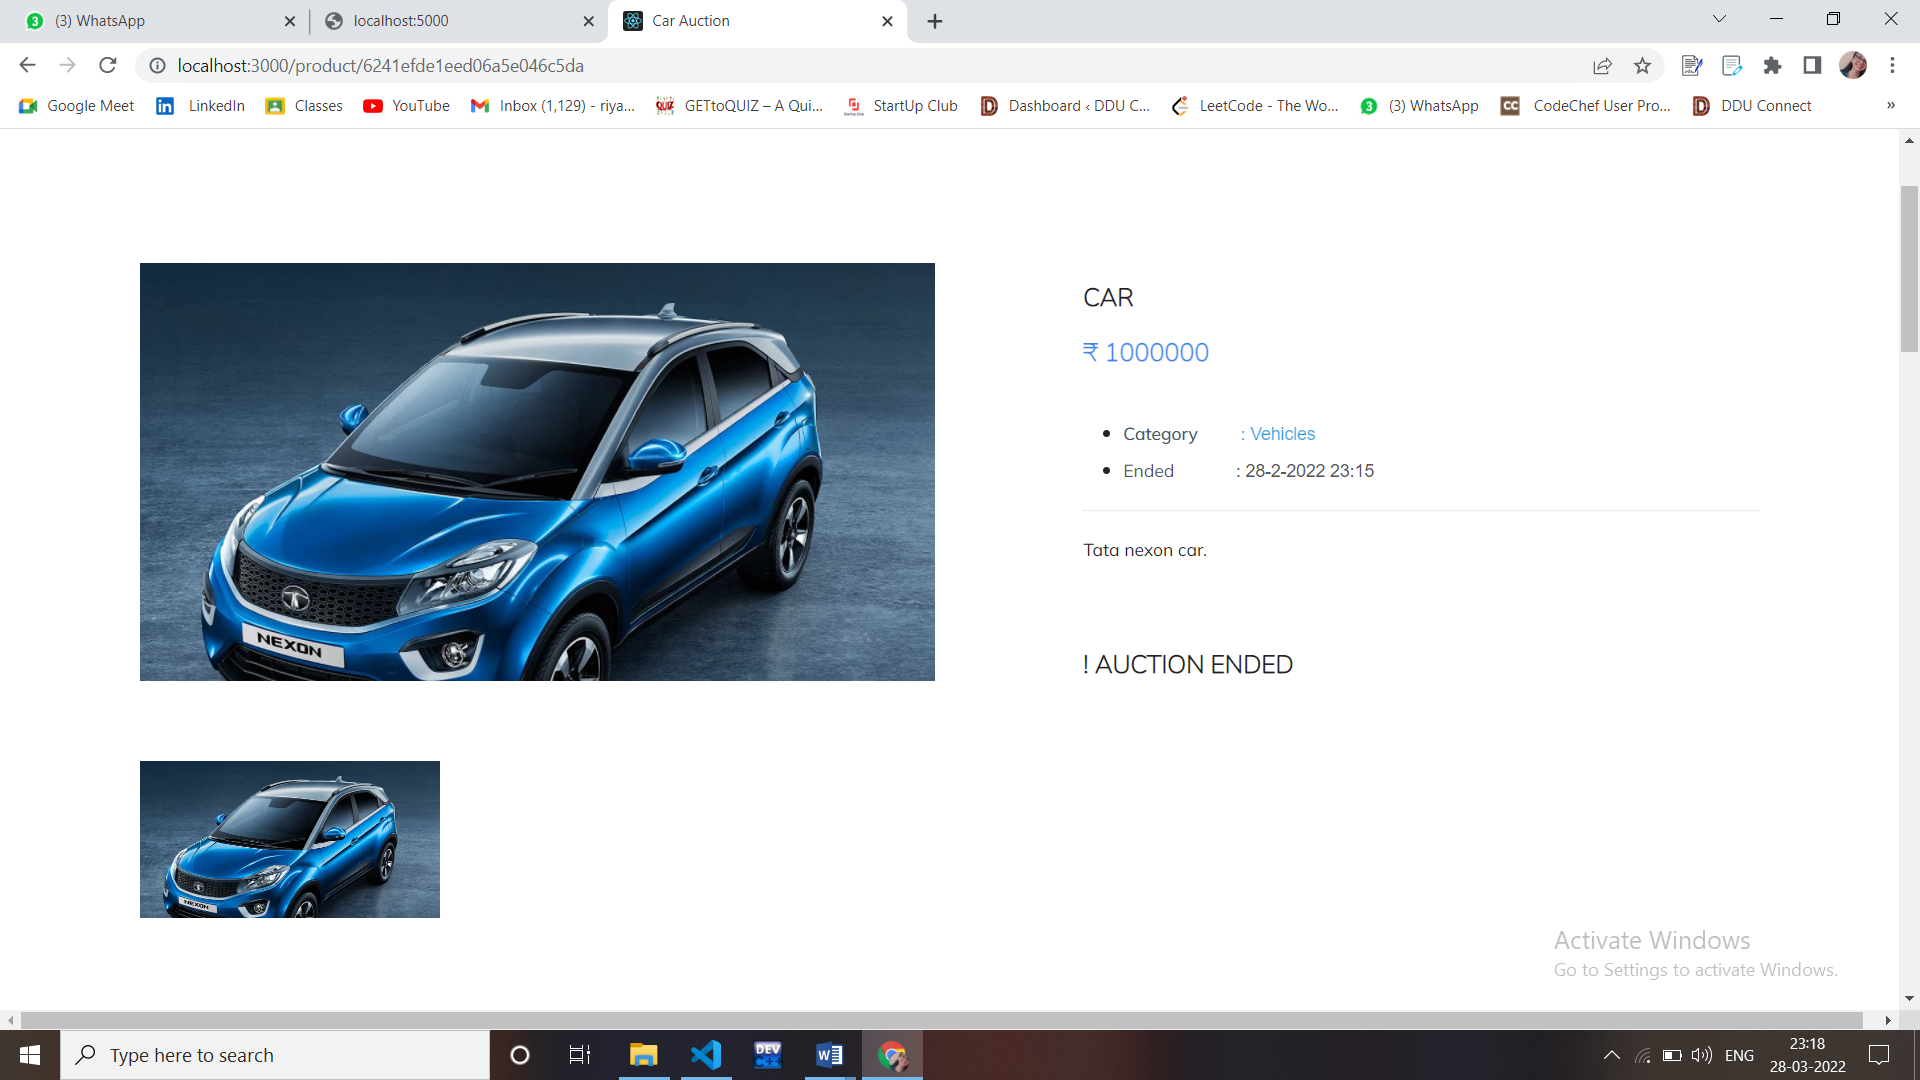 (3) WhatsApp
localhost:5000
Car Auction
localhost:3000/product/6241efde1eed06a5e046c5da
Google Meet
LinkedIn
Classes
YouTube
Inbox (1,129) - riya...
GETtoQUIZ – A Qui...
StartUp Club
Dashboard ‹ DDU C...
LeetCode - The Wo...
(3) WhatsApp
CodeChef User Pro...
DDU Connect
»
CAR
₹ 1000000
Category : Vehicles
Ended : 28-2-2022 23:15
Tata nexon car.
! AUCTION ENDED
NEXON
NEXON
Activate Windows
Go to Settings to activate Windows.
Type here to search
DEV
C++
ENG
23:18
28-03-2022